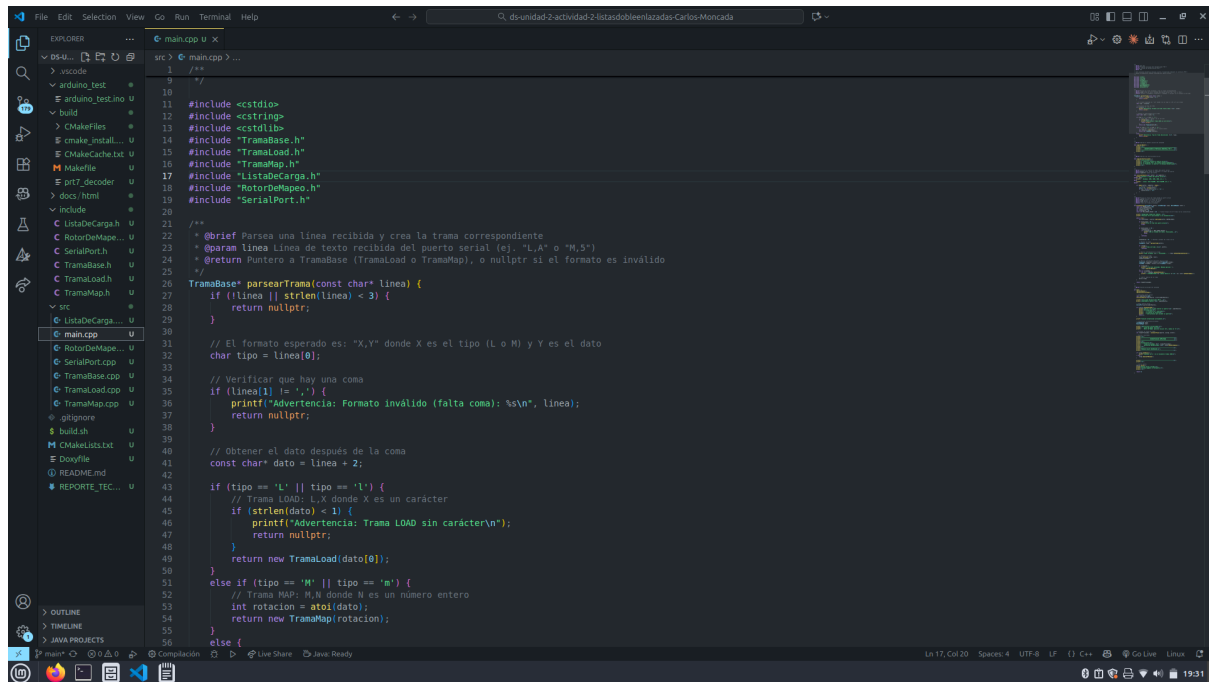 File Edit Selection View Go Run Terminal Help
ds-unidad-2-actividad-2-listasdobleenlazadas-Carlos-Moncada
EXPLORER
DS-U...
> .vscode
arduino_test
arduino_test.ino U
build
> CMakeFiles
cmake_install.... U
CMakeCache.txt U
Makefile U
prt7_decoder U
> docs/html
include
C ListaDeCarga.h U
C RotorDeMape... U
C SerialPort.h U
C TramaBase.h U
C TramaLoad.h U
C TramaMap.h U
src
ListaDeCarga.... U
main.cpp U
RotorDeMape... U
SerialPort.cpp U
TramaBase.cpp U
TramaLoad.cpp U
TramaMap.cpp U
.gitignore
$ build.sh U
M CMakeLists.txt U
Doxyfile U
README.md
REPORTE_TEC... U
> OUTLINE
> TIMELINE
> JAVA PROJECTS
179
1
main.cpp U ×
src > main.cpp > ...
1 /**
9 */
10
11 #include <cstdio>
12 #include <cstring>
13 #include <cstdlib>
14 #include "TramaBase.h"
15 #include "TramaLoad.h"
16 #include "TramaMap.h"
17 #include "ListaDeCarga.h"
18 #include "RotorDeMapeo.h"
19 #include "SerialPort.h"
20
21 /**
22 * @brief Parsea una línea recibida y crea la trama correspondiente
23 * @param linea Línea de texto recibida del puerto serial (ej. "L,A" o "M,5")
24 * @return Puntero a TramaBase (TramaLoad o TramaMap), o nullptr si el formato es inválido
25 */
26 TramaBase* parsearTrama(const char* linea) {
27 if (!linea || strlen(linea) < 3) {
28 return nullptr;
29 }
30
31 // El formato esperado es: "X,Y" donde X es el tipo (L o M) y Y es el dato
32 char tipo = linea[0];
33
34 // Verificar que hay una coma
35 if (linea[1] != ',') {
36 printf("Advertencia: Formato inválido (falta coma): %s\n", linea);
37 return nullptr;
38 }
39
40 // Obtener el dato después de la coma
41 const char* dato = linea + 2;
42
43 if (tipo == 'L' || tipo == 'l') {
44 // Trama LOAD: L,X donde X es un carácter
45 if (strlen(dato) < 1) {
46 printf("Advertencia: Trama LOAD sin carácter\n");
47 return nullptr;
48 }
49 return new TramaLoad(dato[0]);
50 }
51 else if (tipo == 'M' || tipo == 'm') {
52 // Trama MAP: M,N donde N es un número entero
53 int rotacion = atoi(dato);
54 return new TramaMap(rotacion);
55 }
56 else {
main* 0 0 Compilación Live Share Java: Ready
Ln 17, Col 20 Spaces: 4 UTF-8 LF {} C++ Go Live Linux
19:31